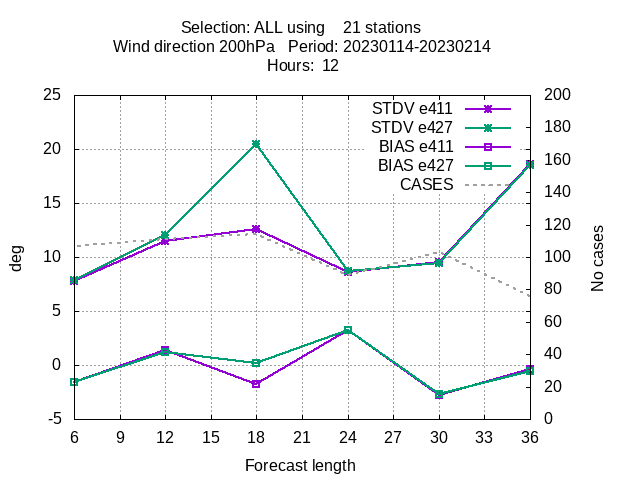 Selection: ALL using    21 stations
Wind direction 200hPa   Period: 20230114-20230214
Hours:  12
STDV e411
STDV e427
BIAS e411
BIAS e427
CASES
25
20
15
10
5
0
-5
deg
200
180
160
140
120
100
80
60
40
20
0
No cases
6 9 12 15 18 21 24 27 30 33 36
Forecast length